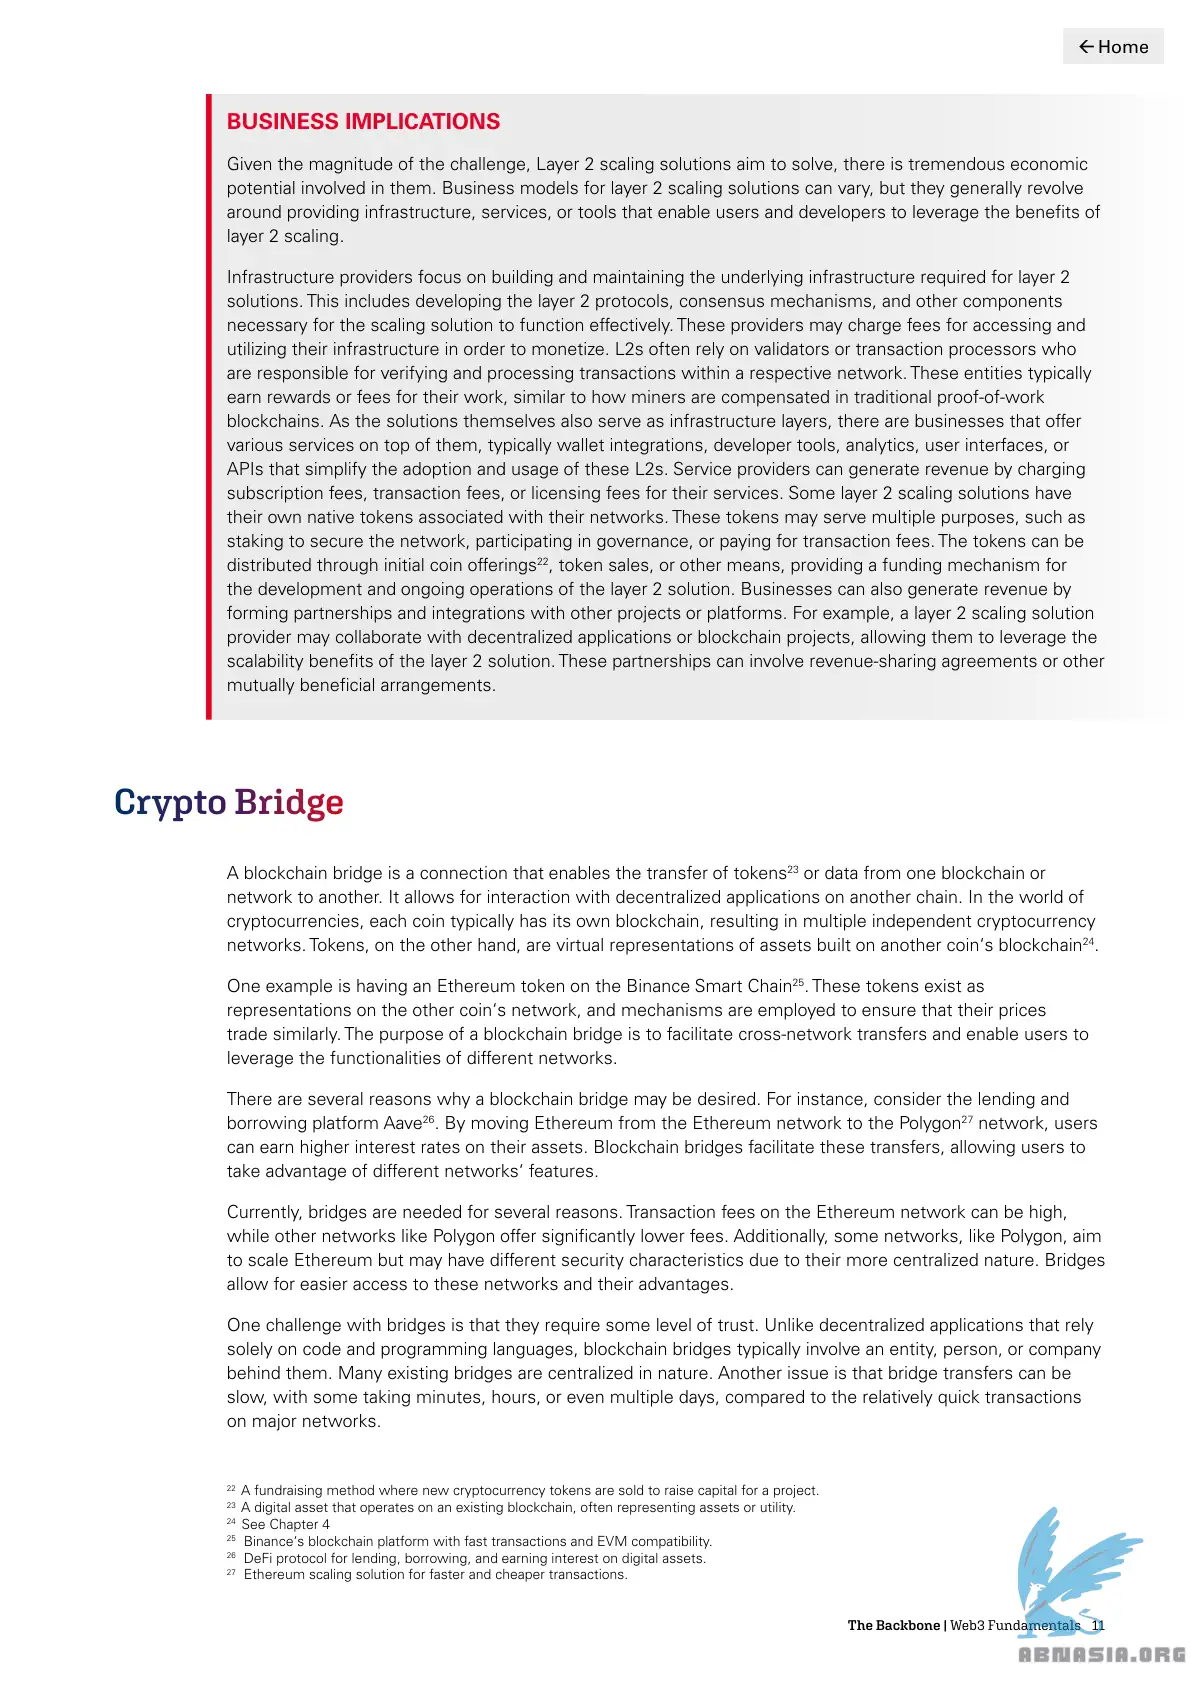 ← Home
BUSINESS IMPLICATIONS
Given the magnitude of the challenge, Layer 2 scaling solutions aim to solve, there is tremendous economic
potential involved in them. Business models for layer 2 scaling solutions can vary, but they generally revolve
around providing infrastructure, services, or tools that enable users and developers to leverage the benefits of
layer 2 scaling.
Infrastructure providers focus on building and maintaining the underlying infrastructure required for layer 2
solutions. This includes developing the layer 2 protocols, consensus mechanisms, and other components
necessary for the scaling solution to function effectively. These providers may charge fees for accessing and
utilizing their infrastructure in order to monetize. L2s often rely on validators or transaction processors who
are responsible for verifying and processing transactions within a respective network. These entities typically
earn rewards or fees for their work, similar to how miners are compensated in traditional proof-of-work
blockchains. As the solutions themselves also serve as infrastructure layers, there are businesses that offer
various services on top of them, typically wallet integrations, developer tools, analytics, user interfaces, or
APIs that simplify the adoption and usage of these L2s. Service providers can generate revenue by charging
subscription fees, transaction fees, or licensing fees for their services. Some layer 2 scaling solutions have
their own native tokens associated with their networks. These tokens may serve multiple purposes, such as
staking to secure the network, participating in governance, or paying for transaction fees. The tokens can be
distributed through initial coin offerings²², token sales, or other means, providing a funding mechanism for
the development and ongoing operations of the layer 2 solution. Businesses can also generate revenue by
forming partnerships and integrations with other projects or platforms. For example, a layer 2 scaling solution
provider may collaborate with decentralized applications or blockchain projects, allowing them to leverage the
scalability benefits of the layer 2 solution. These partnerships can involve revenue-sharing agreements or other
mutually beneficial arrangements.
Crypto Bridge
A blockchain bridge is a connection that enables the transfer of tokens²³ or data from one blockchain or
network to another. It allows for interaction with decentralized applications on another chain. In the world of
cryptocurrencies, each coin typically has its own blockchain, resulting in multiple independent cryptocurrency
networks. Tokens, on the other hand, are virtual representations of assets built on another coin‘s blockchain²⁴.
One example is having an Ethereum token on the Binance Smart Chain²⁵. These tokens exist as
representations on the other coin‘s network, and mechanisms are employed to ensure that their prices
trade similarly. The purpose of a blockchain bridge is to facilitate cross-network transfers and enable users to
leverage the functionalities of different networks.
There are several reasons why a blockchain bridge may be desired. For instance, consider the lending and
borrowing platform Aave²⁶. By moving Ethereum from the Ethereum network to the Polygon²⁷ network, users
can earn higher interest rates on their assets. Blockchain bridges facilitate these transfers, allowing users to
take advantage of different networks‘ features.
Currently, bridges are needed for several reasons. Transaction fees on the Ethereum network can be high,
while other networks like Polygon offer significantly lower fees. Additionally, some networks, like Polygon, aim
to scale Ethereum but may have different security characteristics due to their more centralized nature. Bridges
allow for easier access to these networks and their advantages.
One challenge with bridges is that they require some level of trust. Unlike decentralized applications that rely
solely on code and programming languages, blockchain bridges typically involve an entity, person, or company
behind them. Many existing bridges are centralized in nature. Another issue is that bridge transfers can be
slow, with some taking minutes, hours, or even multiple days, compared to the relatively quick transactions
on major networks.
²² A fundraising method where new cryptocurrency tokens are sold to raise capital for a project.
²³ A digital asset that operates on an existing blockchain, often representing assets or utility.
²⁴ See Chapter 4
²⁵ Binance‘s blockchain platform with fast transactions and EVM compatibility.
²⁶ DeFi protocol for lending, borrowing, and earning interest on digital assets.
²⁷ Ethereum scaling solution for faster and cheaper transactions.
The Backbone | Web3 Fundamentals 11
ABNASIA.ORG